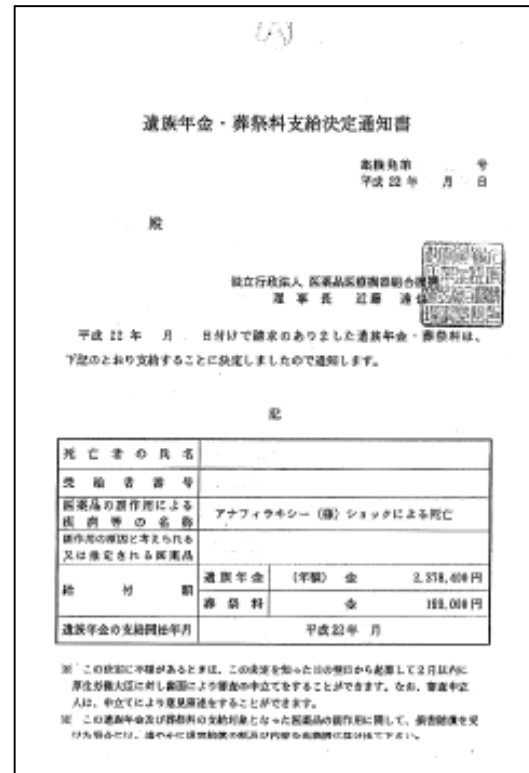 遺族年金・葬祭料支給決定通知書
薬機発第 号
平成 22 年 月 日
殿
独立行政法人 医薬品医療機器総合機構
理 事 長 近藤 達也
平成 22 年 月 日付けで請求のありました遺族年金・葬祭料は、
下記のとおり支給することに決定しましたので通知します。
記
死 亡 者 の 氏 名
受 給 者 番 号
医薬品の副作用による
疾 病 等 の 名 称
アナフィラキシー（様）ショックによる死亡
副作用の原因と考えられる
又は推定される医薬品
給 付 額
遺族年金 （年額） 金 2,378,400円
葬 祭 料 金 円
遺族年金の支給開始年月 平成22年 月
※ この決定に不服があるときは、この決定を知った日の翌日から起算して2月以内に
厚生労働大臣に対し書面により審査の申立てをすることができます。なお、審査申立
人は、申立てにより意見陳述をすることができます。
※ この遺族年金及び葬祭料の支給対象となった医薬品の副作用に関して、損害賠償を受
けた場合には、速やかに